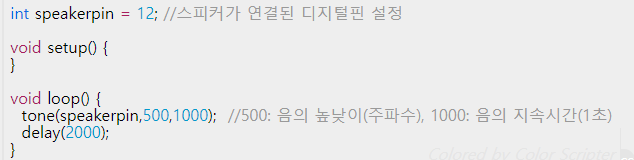 int speakerpin = 12; //스피커가 연결된 디지털핀 설정
void setup() {
}
void loop() {
tone(speakerpin,500,1000); //500: 음의 높낮이(주파수), 1000: 음의 지속시간(1초)
delay(2000);
}
Colored by Color Scripter